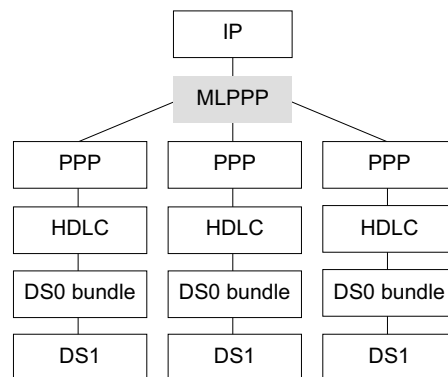 IP
MLPPP
PPP PPP PPP
HDLC HDLC HDLC
DS0 bundle DS0 bundle DS0 bundle
DS1 DS1 DS1